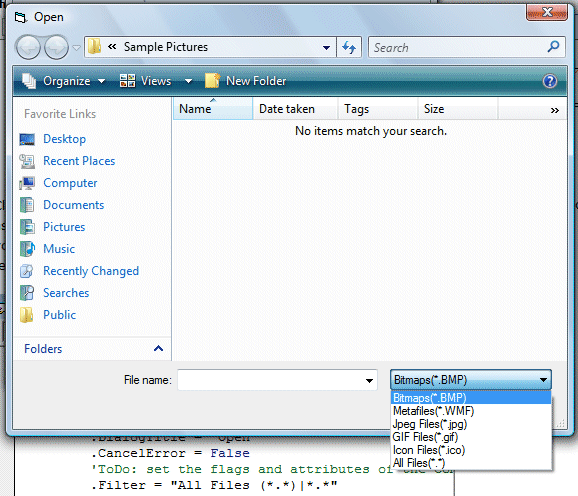 Open
« Sample Pictures
Search
Organize
Views
New Folder
Favorite Links
Desktop
Recent Places
Computer
Documents
Pictures
Music
Recently Changed
Searches
Public
Folders
Name
Date taken
Tags
Size
»
No items match your search.
File name:
Bitmaps(*.BMP)
Bitmaps(*.BMP)
Metafiles(*.WMF)
Jpeg Files(*.jpg)
GIF Files(*.gif)
Icon Files(*.ico)
All Files(*.*)
.CancelError = False
'ToDo: set the flags and attributes of the
.Filter = "All Files (*.*)|*.*"